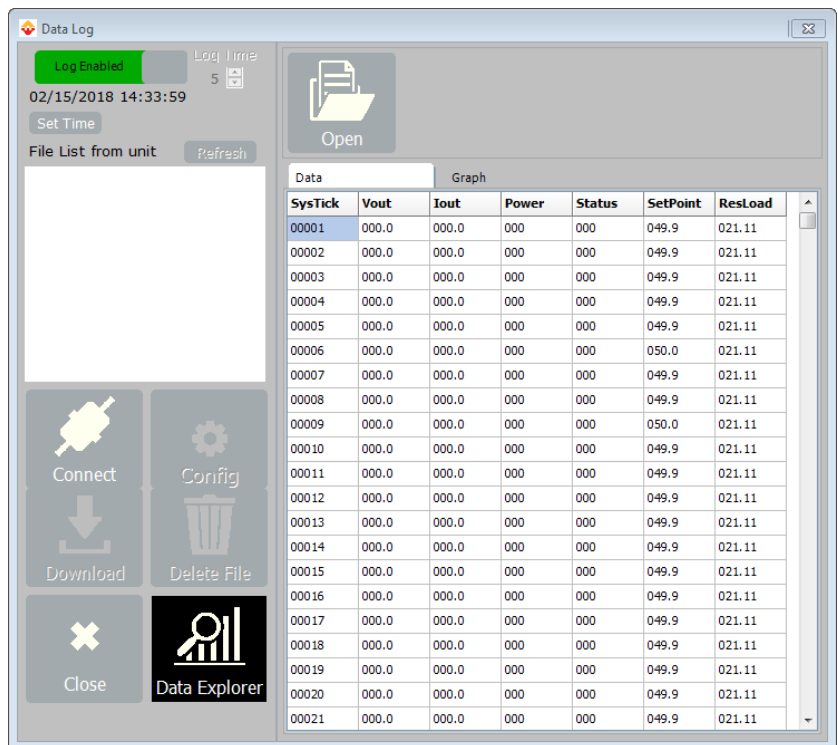 Data Log
Log Enabled
Log Time
5
02/15/2018 14:33:59
Set Time
File List from unit
Refresh
Connect
Config
Download
Delete File
Close
Data Explorer
Open
Data Graph
SysTick Vout Iout Power Status SetPoint ResLoad
00001 000.0 000.0 000 000 049.9 021.11
00002 000.0 000.0 000 000 049.9 021.11
00003 000.0 000.0 000 000 049.9 021.11
00004 000.0 000.0 000 000 049.9 021.11
00005 000.0 000.0 000 000 049.9 021.11
00006 000.0 000.0 000 000 050.0 021.11
00007 000.0 000.0 000 000 049.9 021.11
00008 000.0 000.0 000 000 049.9 021.11
00009 000.0 000.0 000 000 050.0 021.11
00010 000.0 000.0 000 000 049.9 021.11
00011 000.0 000.0 000 000 049.9 021.11
00012 000.0 000.0 000 000 049.9 021.11
00013 000.0 000.0 000 000 049.9 021.11
00014 000.0 000.0 000 000 049.9 021.11
00015 000.0 000.0 000 000 049.9 021.11
00016 000.0 000.0 000 000 049.9 021.11
00017 000.0 000.0 000 000 049.9 021.11
00018 000.0 000.0 000 000 049.9 021.11
00019 000.0 000.0 000 000 049.9 021.11
00020 000.0 000.0 000 000 049.9 021.11
00021 000.0 000.0 000 000 049.9 021.11